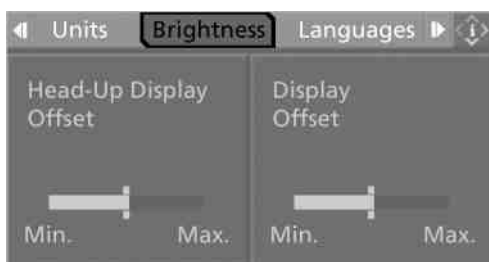 Units Brightness Languages i
Head-Up Display
Offset
Display
Offset
Min. Max.
Min. Max.